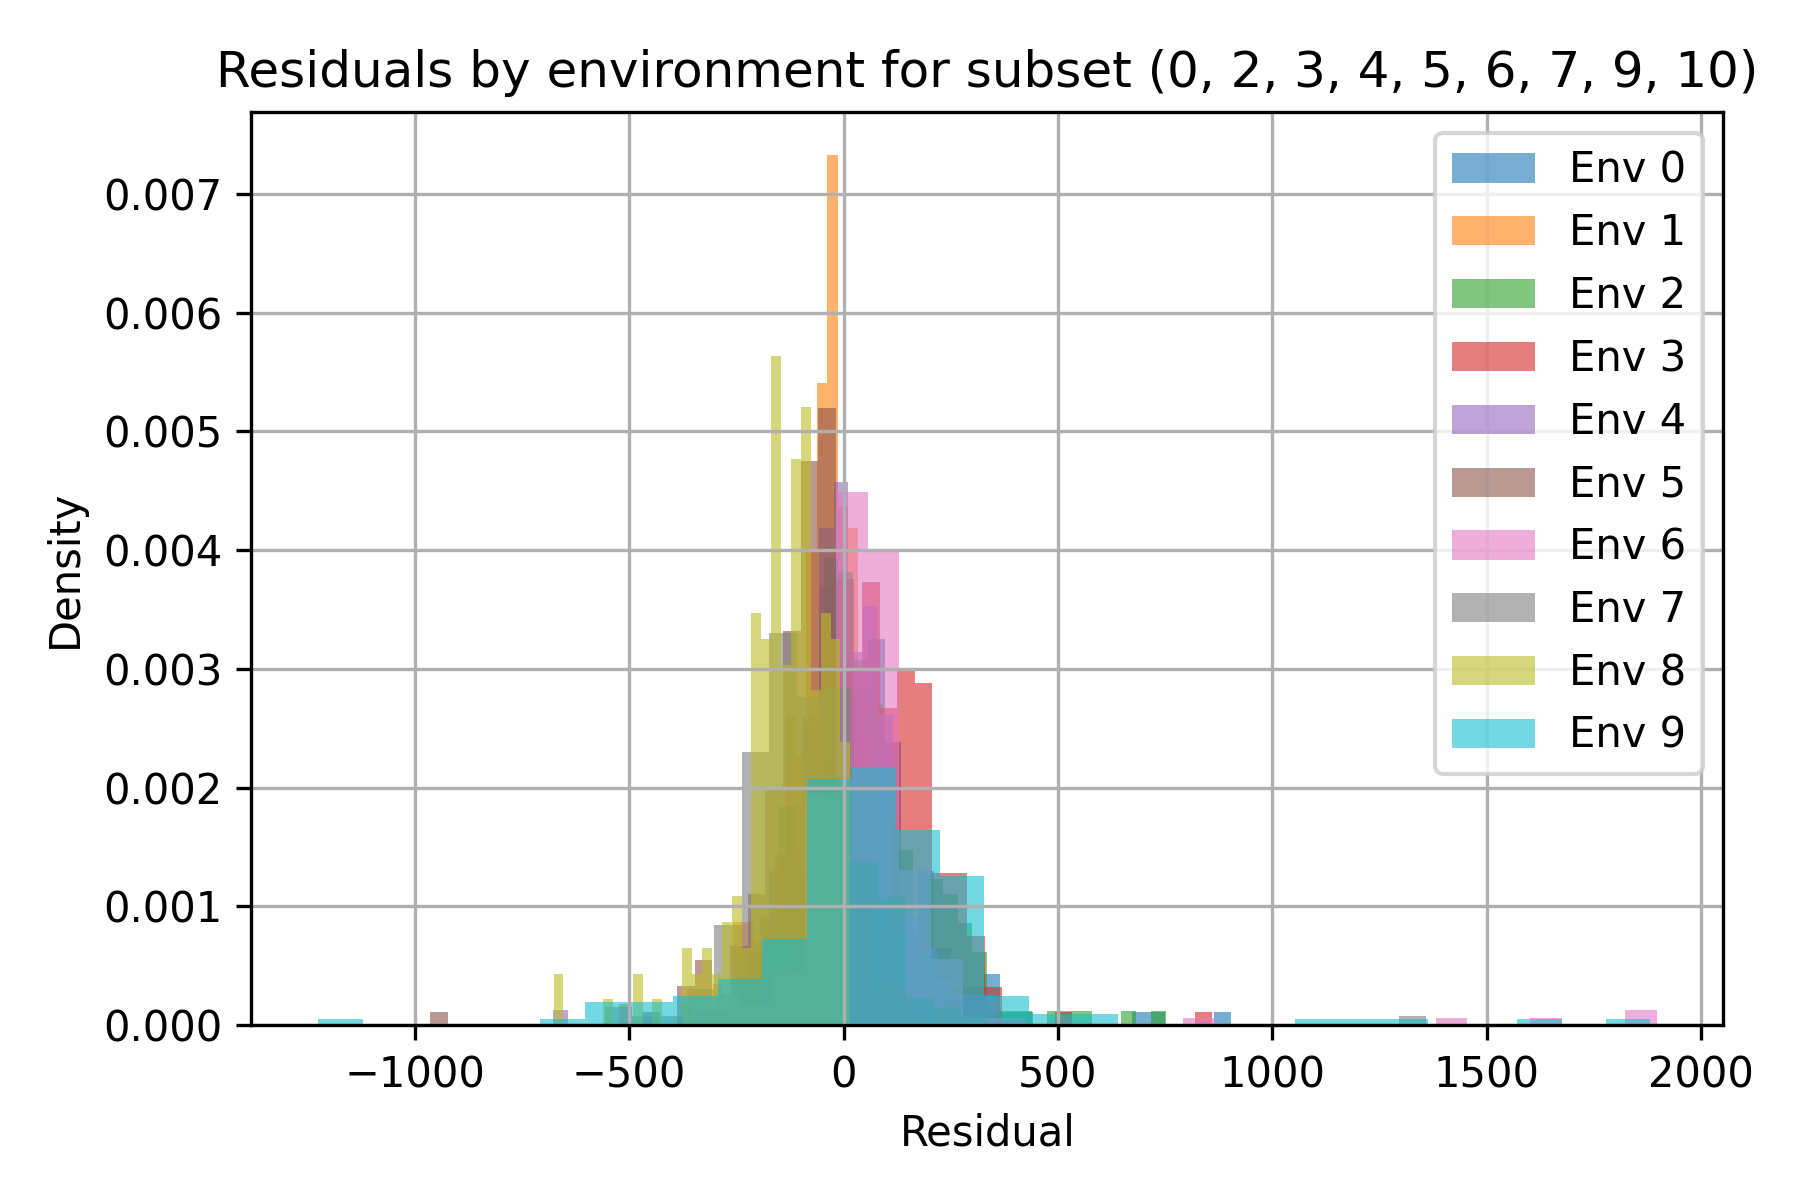 Residuals by environment for subset (0, 2, 3, 4, 5, 6, 7, 9, 10)
Density
0.007
0.006
0.005
0.004
0.003
0.002
0.001
0.000
−1000
−500
0
500
1000
1500
2000
Residual
Env 0
Env 1
Env 2
Env 3
Env 4
Env 5
Env 6
Env 7
Env 8
Env 9